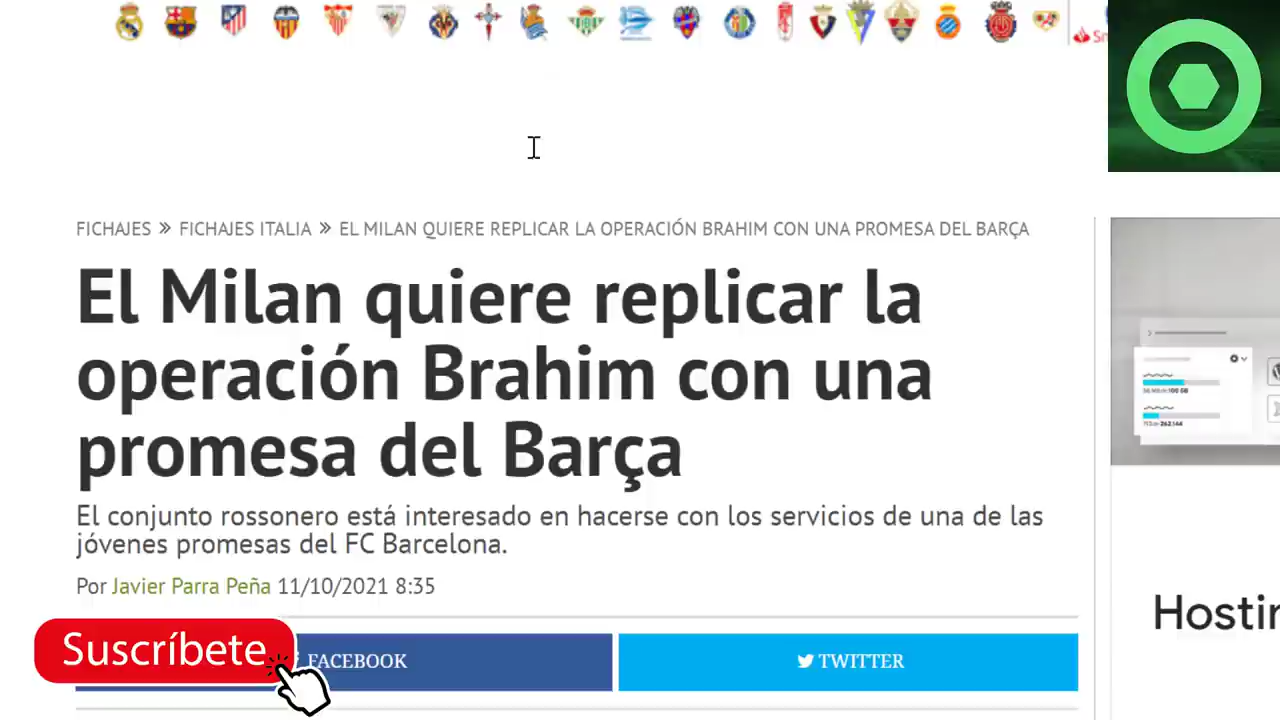 FICHAJES » FICHAJES ITALIA » EL MILAN QUIERE REPLICAR LA OPERACIÓN BRAHIM CON UNA PROMESA DEL BARÇA
El Milan quiere replicar la
operación Brahim con una
promesa del Barça
El conjunto rossonero está interesado en hacerse con los servicios de una de las
jóvenes promesas del FC Barcelona.
Por Javier Parra Peña 11/10/2021 8:35
Suscríbete
FACEBOOK
TWITTER